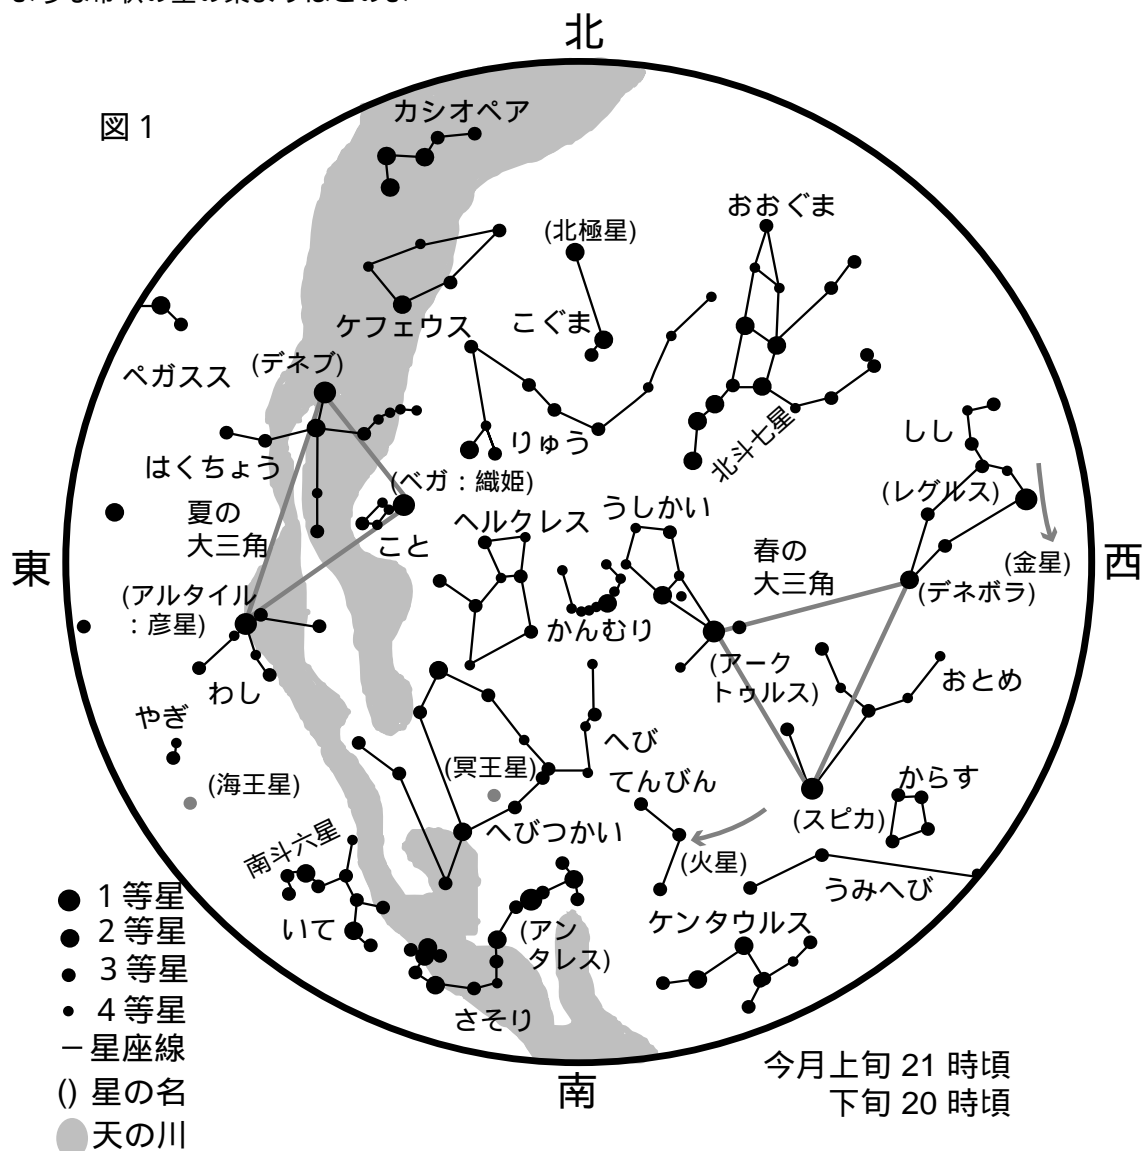 北
図 1
カシオペア
おおぐま
(北極星)
ケフェウス
こぐま
(デネブ)
ペガスス
りゅう
北斗七星
しし
はくちょう
(ベガ:織姫)
(レグルス)
夏の
大三角
こと
ヘルクレス
うしかい
春の
大三角
(金星)
東
西
(アルタイル
:彦星)
かんむり
(デネボラ)
(アーク
トゥルス)
おとめ
わし
やぎ
へび
(海王星)
(冥王星)
てんびん
からす
(スピカ)
へびつかい
(火星)
南斗六星
うみへび
いて
(アン
タレス)
ケンタウルス
さそり
1 等星
2 等星
3 等星
4 等星
星座線
() 星の名
天の川
南
今月上旬 21 時頃
下旬 20 時頃